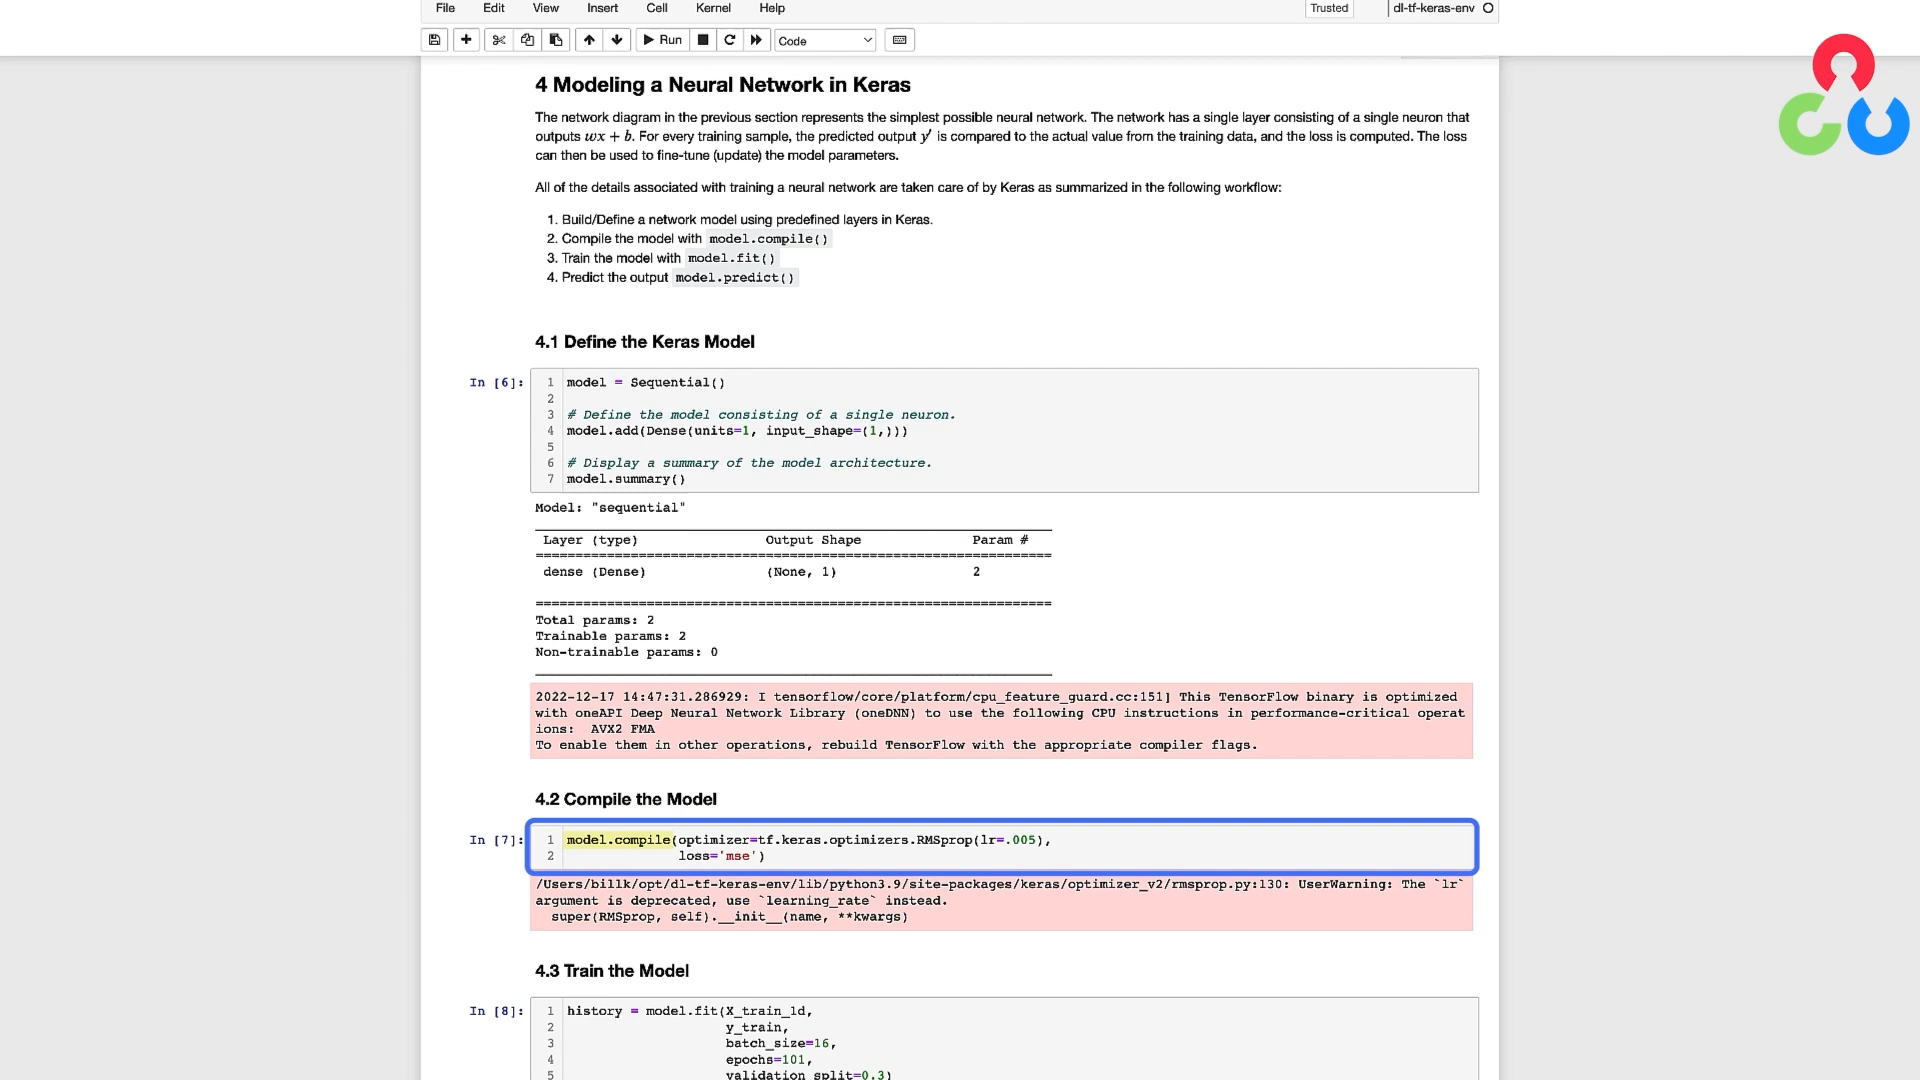 File Edit View Insert Cell Kernel Help Trusted dl-tf-keras-env
Run Code
4 Modeling a Neural Network in Keras
The network diagram in the previous section represents the simplest possible neural network. The network has a single layer consisting of a single neuron that
outputs wx + b. For every training sample, the predicted output y′ is compared to the actual value from the training data, and the loss is computed. The loss
can then be used to fine-tune (update) the model parameters.
All of the details associated with training a neural network are taken care of by Keras as summarized in the following workflow:
1. Build/Define a network model using predefined layers in Keras.
2. Compile the model with model.compile()
3. Train the model with model.fit()
4. Predict the output model.predict()
4.1 Define the Keras Model
In [6]: 1 model = Sequential()
2
3 # Define the model consisting of a single neuron.
4 model.add(Dense(units=1, input_shape=(1,)))
5
6 # Display a summary of the model architecture.
7 model.summary()
Model: "sequential"
Layer (type) Output Shape Param #
=================================================================
dense (Dense) (None, 1) 2
=================================================================
Total params: 2
Trainable params: 2
Non-trainable params: 0
2022-12-17 14:47:31.286929: I tensorflow/core/platform/cpu_feature_guard.cc:151] This TensorFlow binary is optimized
with oneAPI Deep Neural Network Library (oneDNN) to use the following CPU instructions in performance-critical operat
ions: AVX2 FMA
To enable them in other operations, rebuild TensorFlow with the appropriate compiler flags.
4.2 Compile the Model
In [7]: 1 model.compile(optimizer=tf.keras.optimizers.RMSprop(lr=.005),
2 loss='mse')
/Users/billk/opt/dl-tf-keras-env/lib/python3.9/site-packages/keras/optimizer_v2/rmsprop.py:130: UserWarning: The `lr`
argument is deprecated, use `learning_rate` instead.
super(RMSprop, self).__init__(name, **kwargs)
4.3 Train the Model
In [8]: 1 history = model.fit(X_train_1d,
2 y_train,
3 batch_size=16,
4 epochs=101,
5 validation_split=0.3)